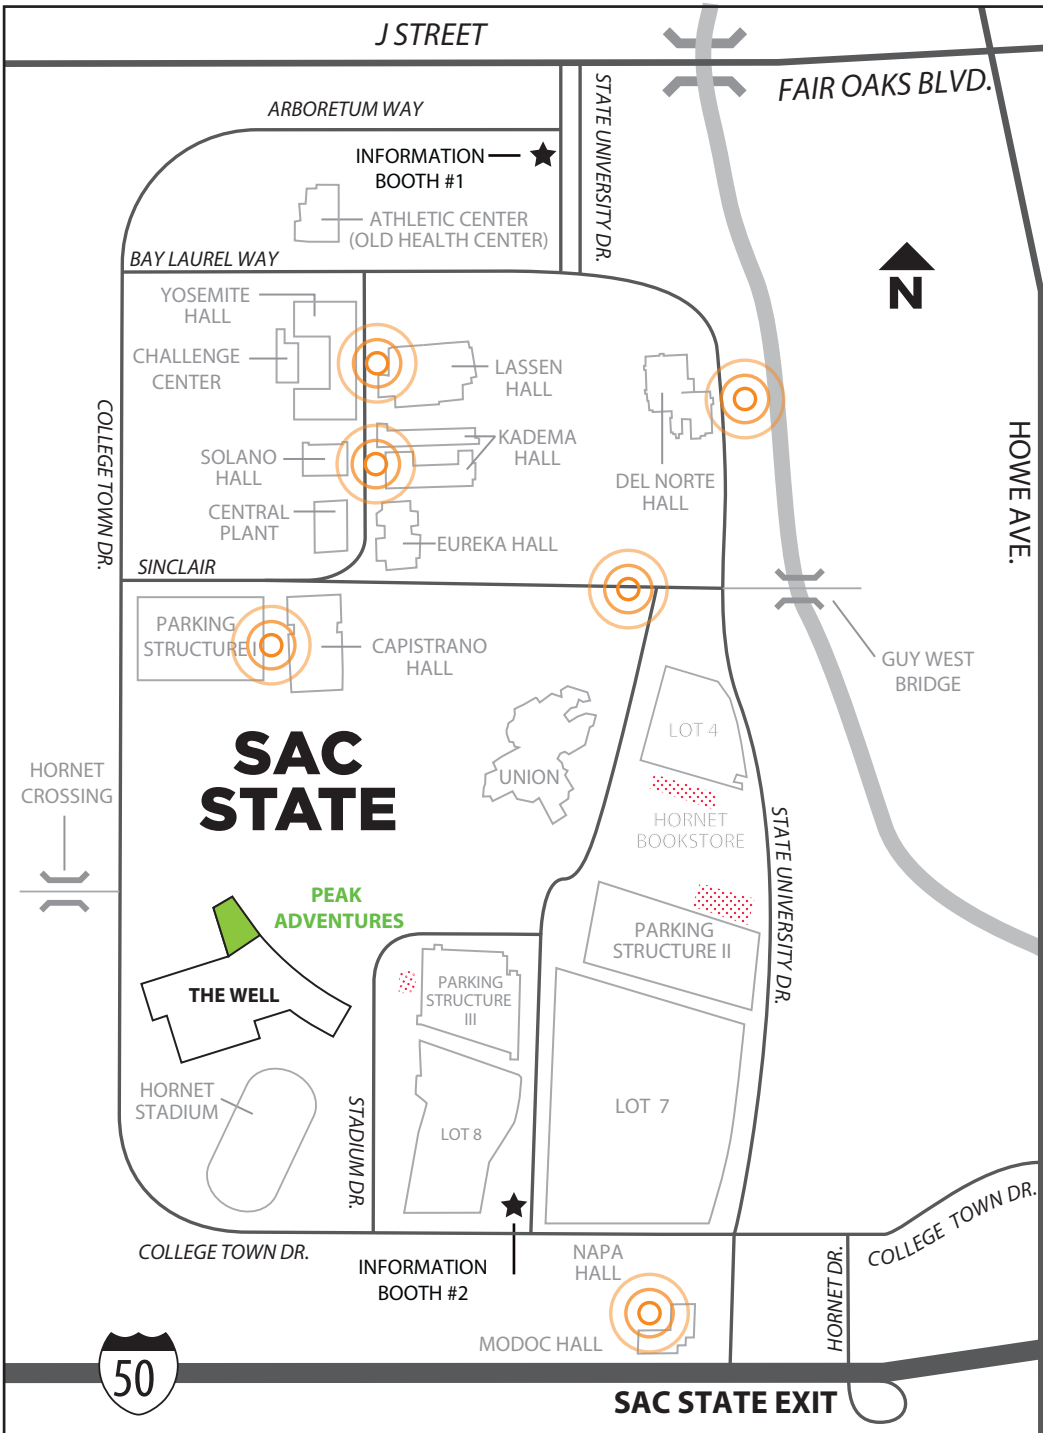 J STREET
FAIR OAKS BLVD.
ARBORETUM WAY
STATE UNIVERSITY DR.
INFORMATION
BOOTH #1
ATHLETIC CENTER
(OLD HEALTH CENTER)
BAY LAUREL WAY
N
YOSEMITE
HALL
CHALLENGE
CENTER
LASSEN
HALL
COLLEGE TOWN DR.
HOWE AVE.
KADEMA
HALL
SOLANO
HALL
DEL NORTE
HALL
CENTRAL
PLANT
EUREKA HALL
SINCLAIR
PARKING
STRUCTURE I
CAPISTRANO
HALL
GUY WEST
BRIDGE
LOT 4
SAC
STATE
HORNET
CROSSING
UNION
HORNET
BOOKSTORE
STATE UNIVERSITY DR.
PEAK
ADVENTURES
PARKING
STRUCTURE II
THE WELL
PARKING
STRUCTURE
III
HORNET
STADIUM
STADIUM DR.
LOT 8
LOT 7
COLLEGE TOWN DR.
COLLEGE TOWN DR.
INFORMATION
BOOTH #2
NAPA
HALL
HORNET DR.
MODOC HALL
50
SAC STATE EXIT